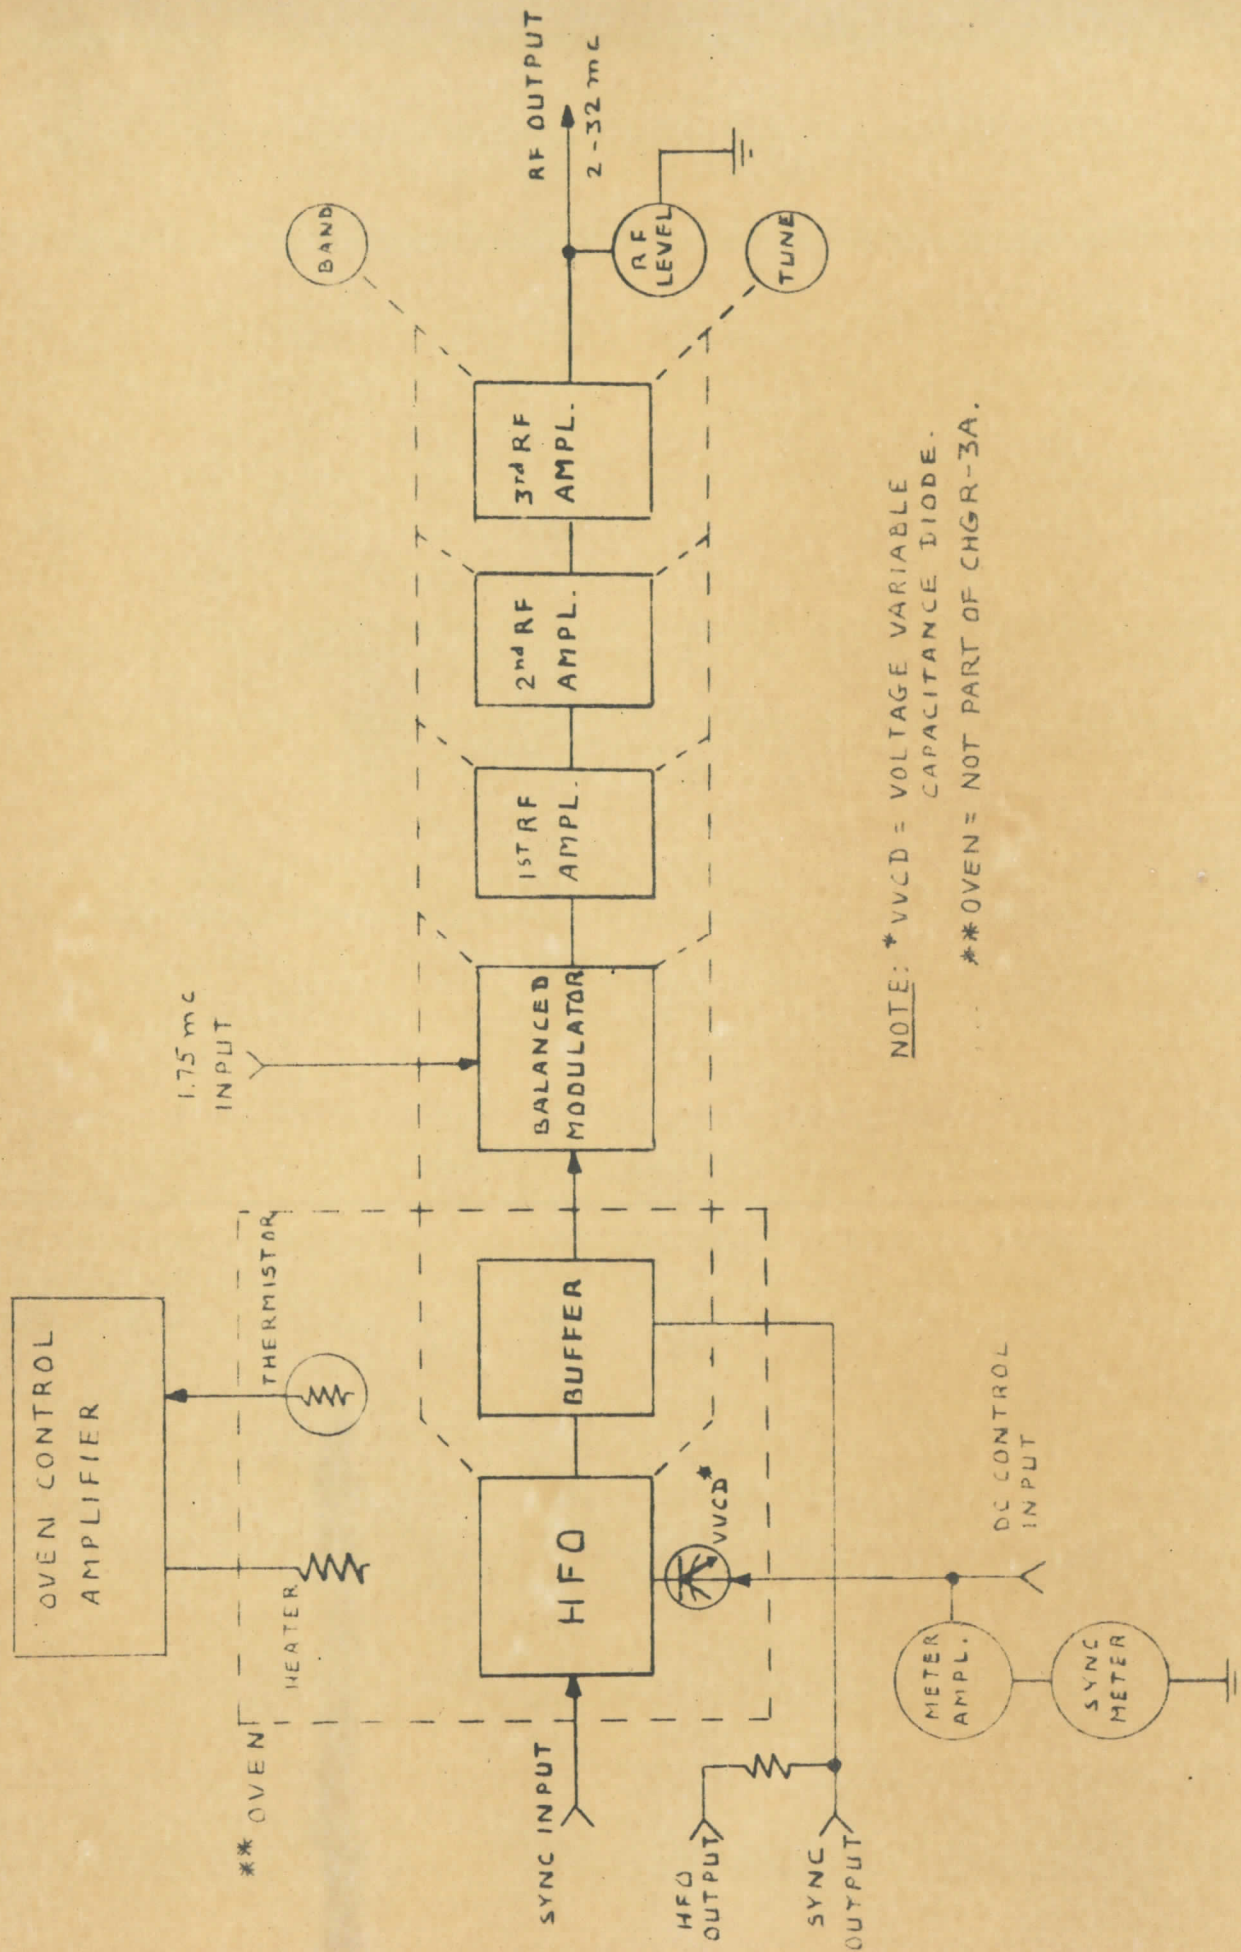 OVEN CONTROL
AMPLIFIER
** OVEN
HEATER
THERMISTOR
1.75 mc
INPUT
BAND
SYNC INPUT
HFO
BUFFER
BALANCED
MODULATOR
1ST RF
AMPL.
2nd RF
AMPL.
3rd RF
AMPL.
RF OUTPUT
2-32 mc
RF
LEVEL
TUNE
VVCD*
HFO
OUTPUT
SYNC
OUTPUT
METER
AMPL.
SYNC
METER
DC CONTROL
INPUT
NOTE: *VVCD = VOLTAGE VARIABLE
CAPACITANCE DIODE.
**OVEN = NOT PART OF CHGR-3A.